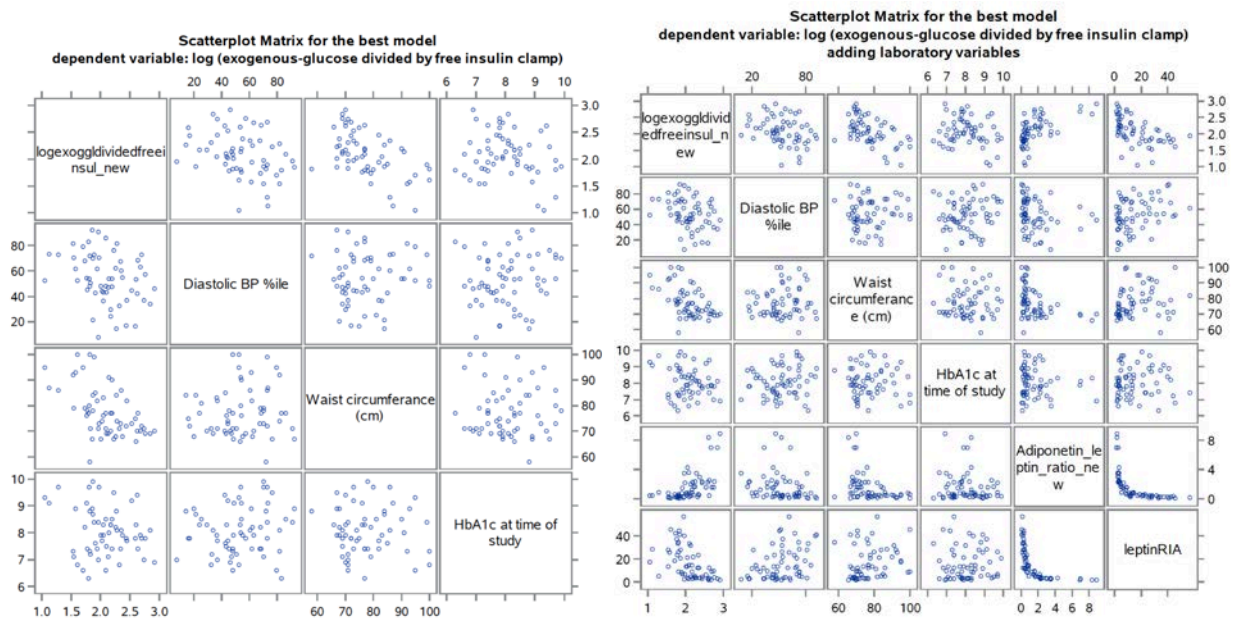 Scatterplot Matrix for the best model
dependent variable: log (exogenous-glucose divided by free insulin clamp)
20 40 60 80
6 7 8 9 10
logexoggldividedfreei
nsul_new
3.0
2.5
2.0
1.5
1.0
80
60
40
20
Diastolic BP %ile
Waist circumferance
(cm)
100
90
80
70
60
10
9
8
7
6
HbA1c at time of
study
1.0 1.5 2.0 2.5 3.0
60 70 80 90 100
Scatterplot Matrix for the best model
dependent variable: log (exogenous-glucose divided by free insulin clamp)
adding laboratory variables
20 80
6 7 8 9 10
0 20 40
logexoggldivid
edfreeinsul_n
ew
3.0
2.5
2.0
1.5
1.0
80
60
40
20
Diastolic BP
%ile
Waist
circumferanc
e (cm)
100
90
80
70
60
10
9
8
7
6
HbA1c at
time of study
Adiponetin_le
ptin_ratio_ne
w
8
4
0
40
20
0
leptinRIA
1 2 3
60 80 100
0 2 4 6 8